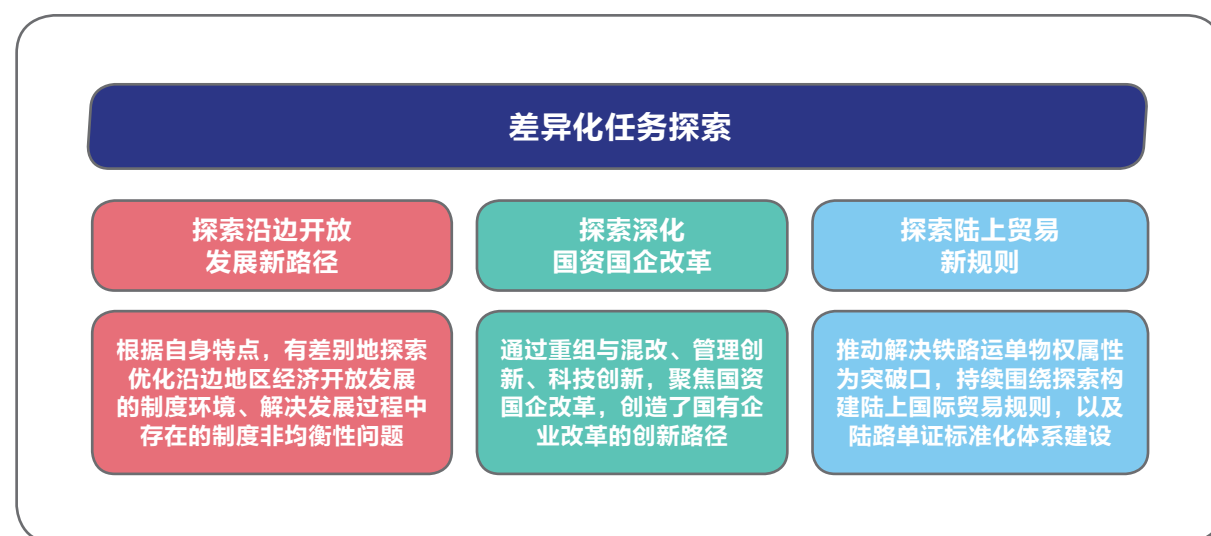 差异化任务探索
探索沿边开放
发展新路径
根据自身特点，有差别地探索
优化沿边地区经济开放发展
的制度环境、解决发展过程中
存在的制度非均衡性问题
探索深化
国资国企改革
通过重组与混改、管理创
新、科技创新，聚焦国资
国企改革，创造了国有企
业改革的创新路径
探索陆上贸易
新规则
推动解决铁路运单物权属性
为突破口，持续围绕探索构
建陆上国际贸易规则，以及
陆路单证标准化体系建设